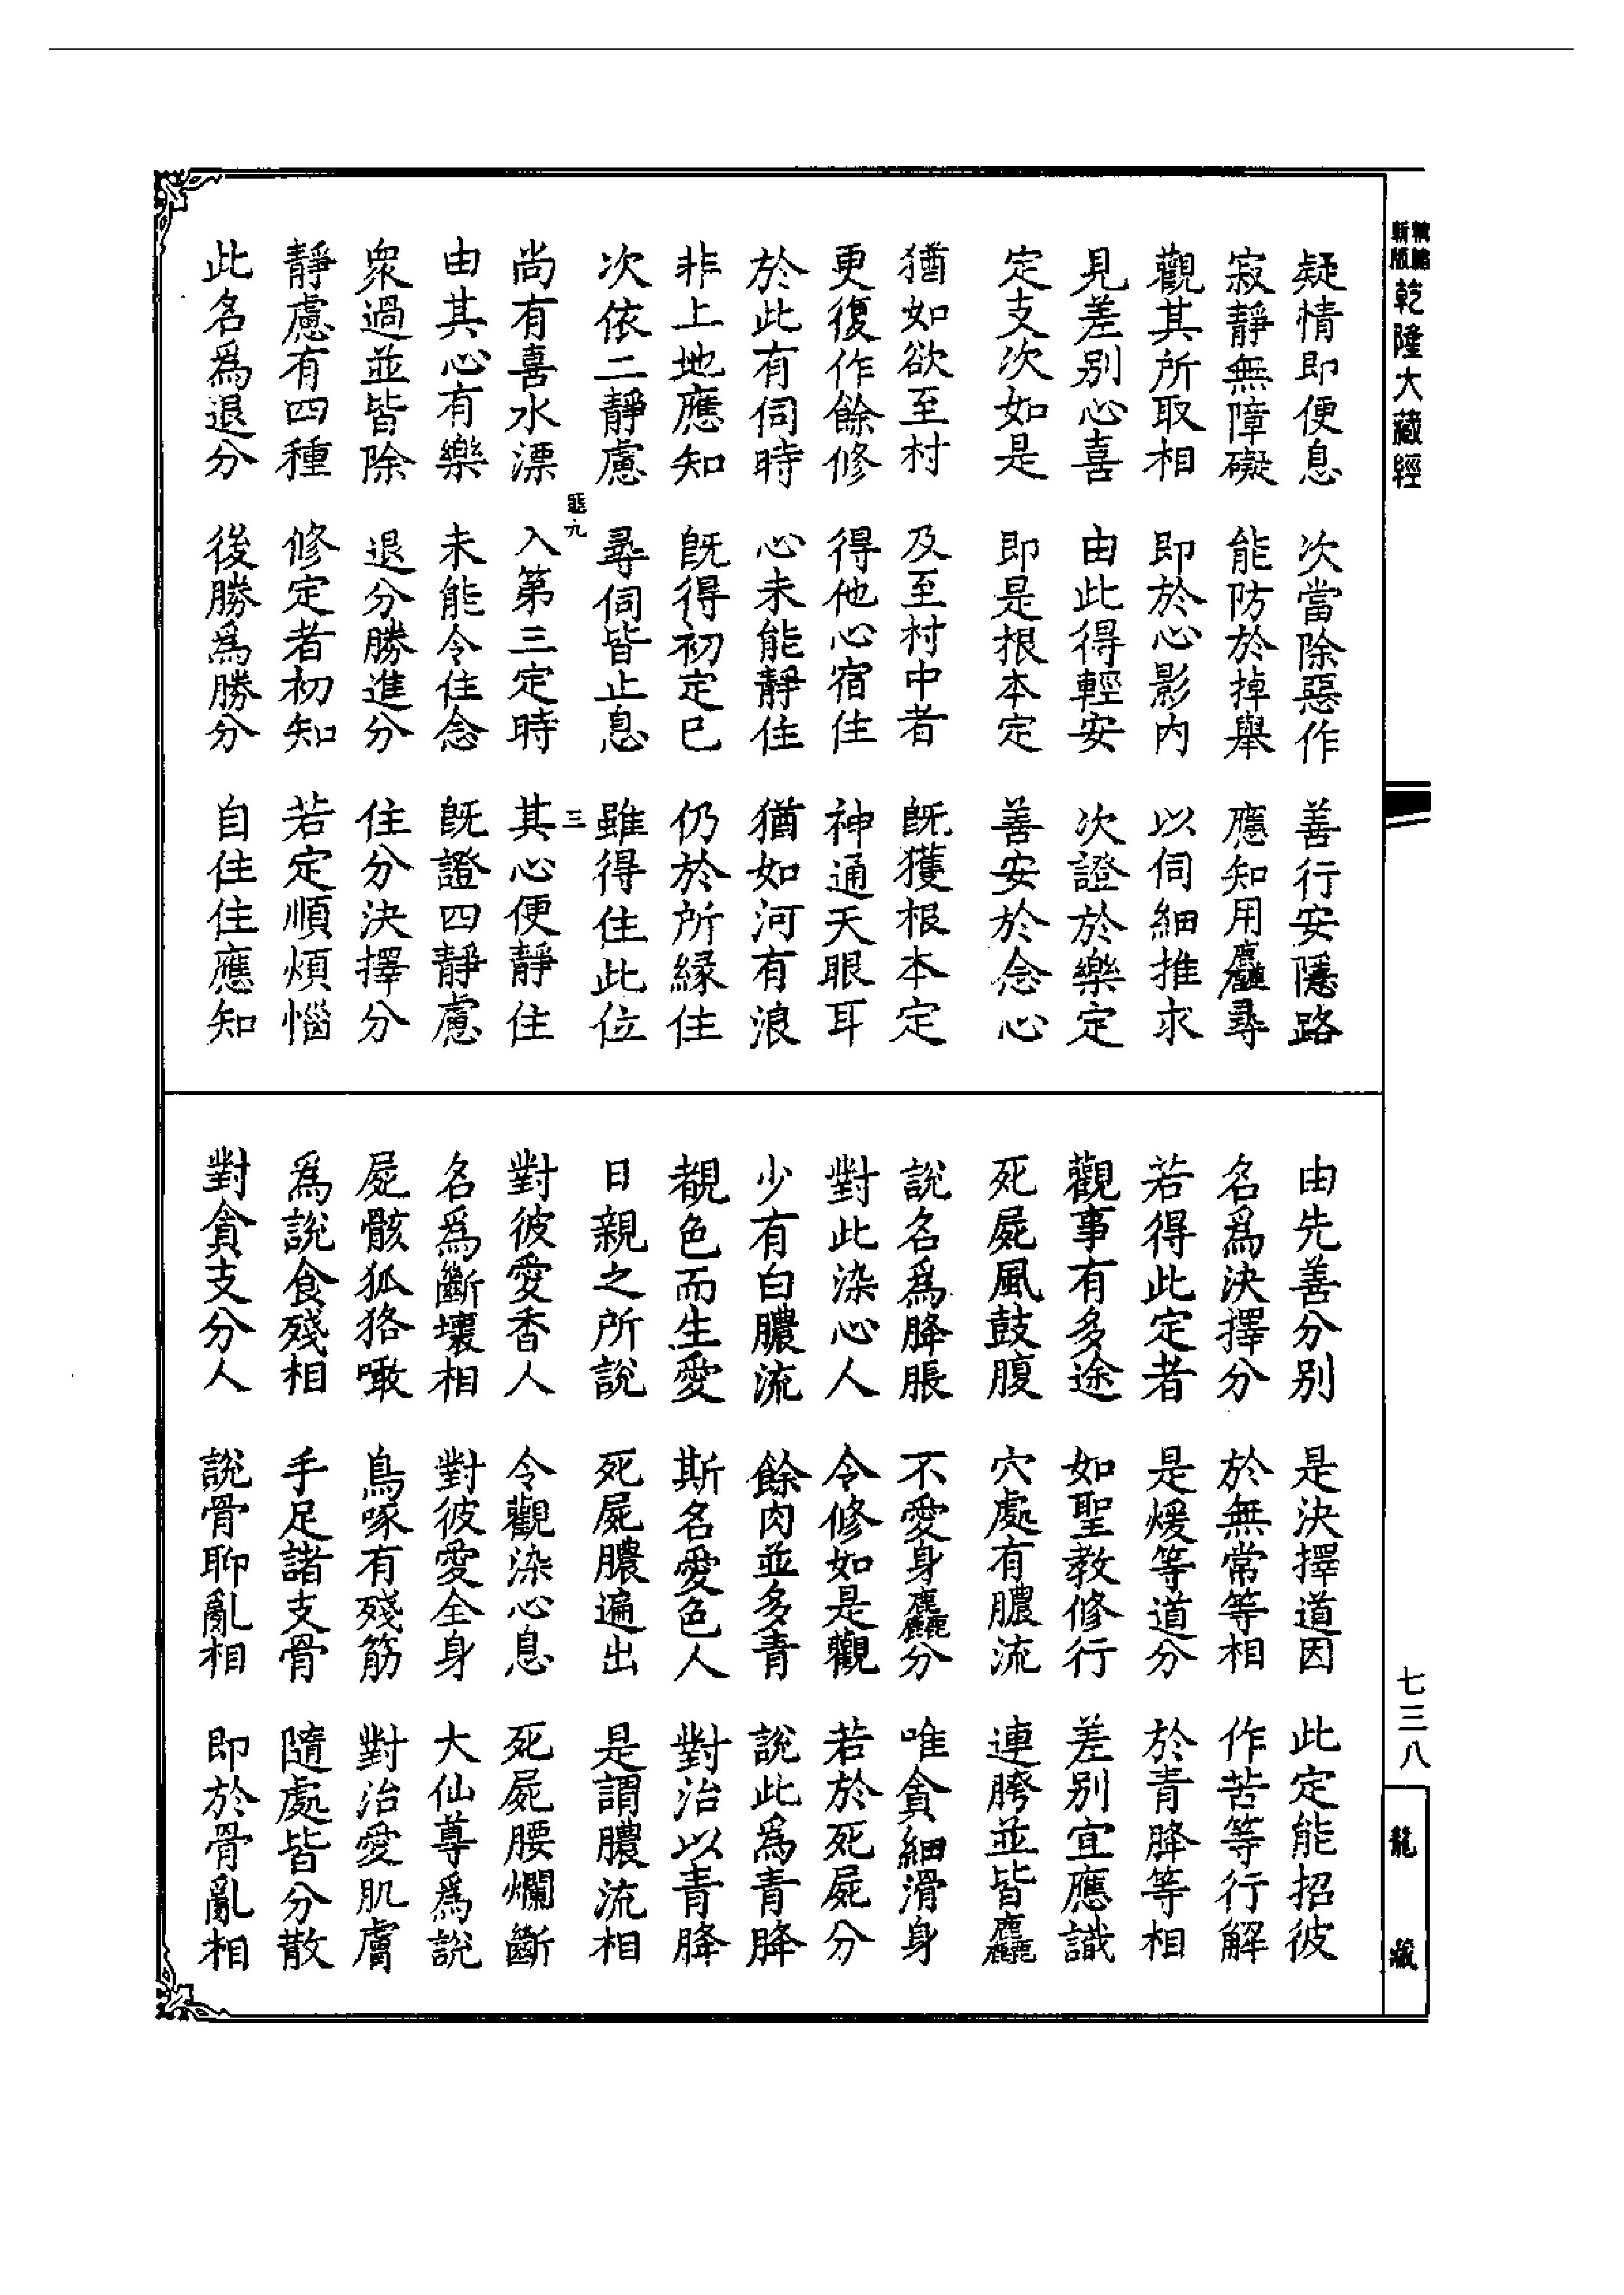 新版 乾隆大藏經
疑情即便息 次當除惡作 善行安隱路
寂靜無障礙 能防於掉舉 應知用麤尋
觀其所取相 即於心影內 以伺細推求
見差別心喜 由此得輕安 次證於樂定
定支次如是 即是根本定 善安於念心
猶如欲至村 及至村中者 既獲根本定
更復作餘修 得他心宿住 神通天眼耳
於此有伺時 心未能靜住 猶如河有浪
非上地應知 既得初定已 仍於所緣住
次依二靜慮 尋伺皆止息 雖得住此位
九 三
尚有喜水漂 入第三定時 其心便靜住
由其心有樂 未能令住念 既證四靜慮
眾過並皆除 退分勝進分 住分決擇分
靜慮有四種 修定者初知 若定順煩惱
此名為退分 後勝為勝分 自住住應知
由先善分別 是決擇道因 此定能招彼
名為決擇分 於無常等相 作苦等行解
若得此定者 是煖等道分 於青胮等相
觀事有多途 如聖教修行 差別宜應識
死屍風鼓腹 穴處有膿流 連胯並皆麤
說名為胮脹 不愛身麤分 唯貪細滑身
對此染心人 令修如是觀 若於死屍分
少有白膿流 餘肉並多青 說此為青胮
覩色而生愛 斯名愛色人 對治以青胮
日親之所說 死屍膿遍出 是謂膿流相
對彼愛香人 令觀染心息 死屍腰爛斷
名為斷壞相 對彼愛全身 大仙尊為說
屍骸狐狢噉 鳥啄有殘筋 對治愛肌膚
為說食殘相 手足諸支骨 隨處皆分散
對貪支分人 說骨聊亂相 即於骨亂相
七三八
龍藏